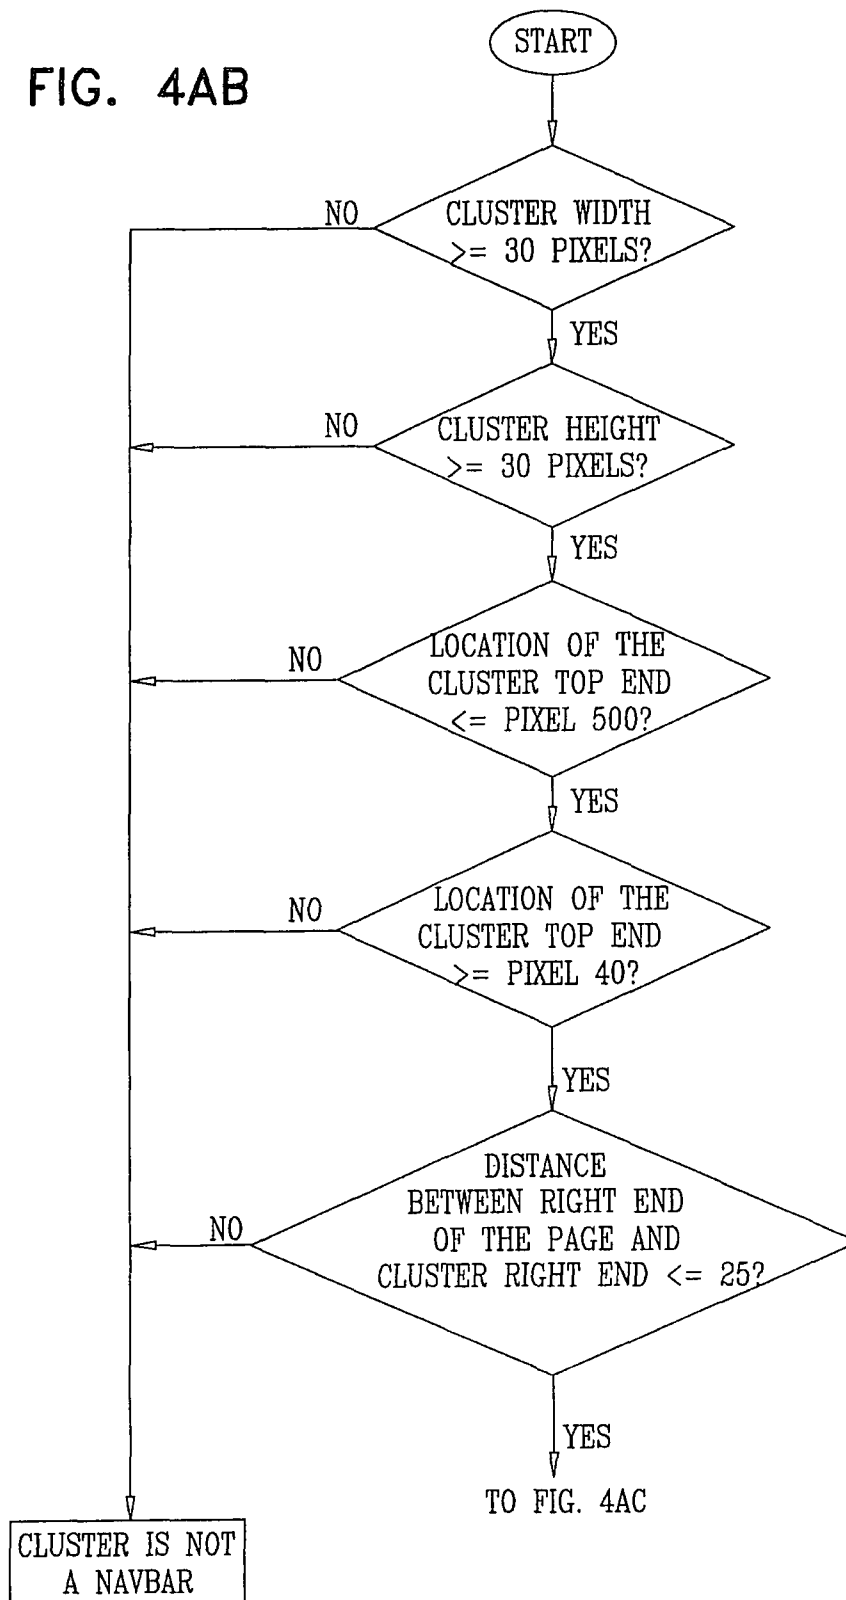 FIG. 4AB
START
CLUSTER WIDTH
>= 30 PIXELS?
NO
YES
CLUSTER HEIGHT
>= 30 PIXELS?
NO
YES
LOCATION OF THE
CLUSTER TOP END
<= PIXEL 500?
NO
YES
LOCATION OF THE
CLUSTER TOP END
>= PIXEL 40?
NO
YES
DISTANCE
BETWEEN RIGHT END
OF THE PAGE AND
CLUSTER RIGHT END <= 25?
NO
YES
TO FIG. 4AC
CLUSTER IS NOT
A NAVBAR